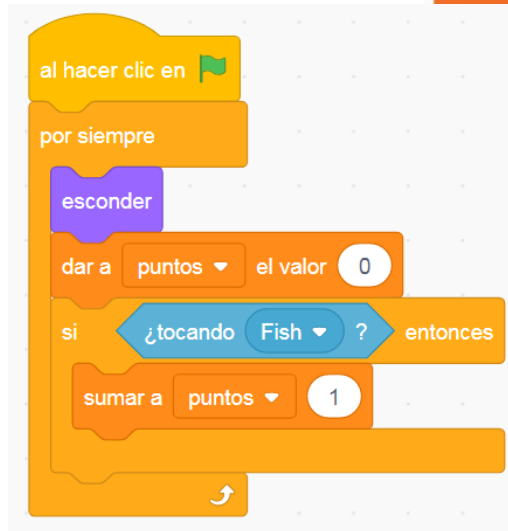 al hacer clic en
por siempre
esconder
dar a puntos el valor 0
si ¿tocando Fish ? entonces
sumar a puntos 1